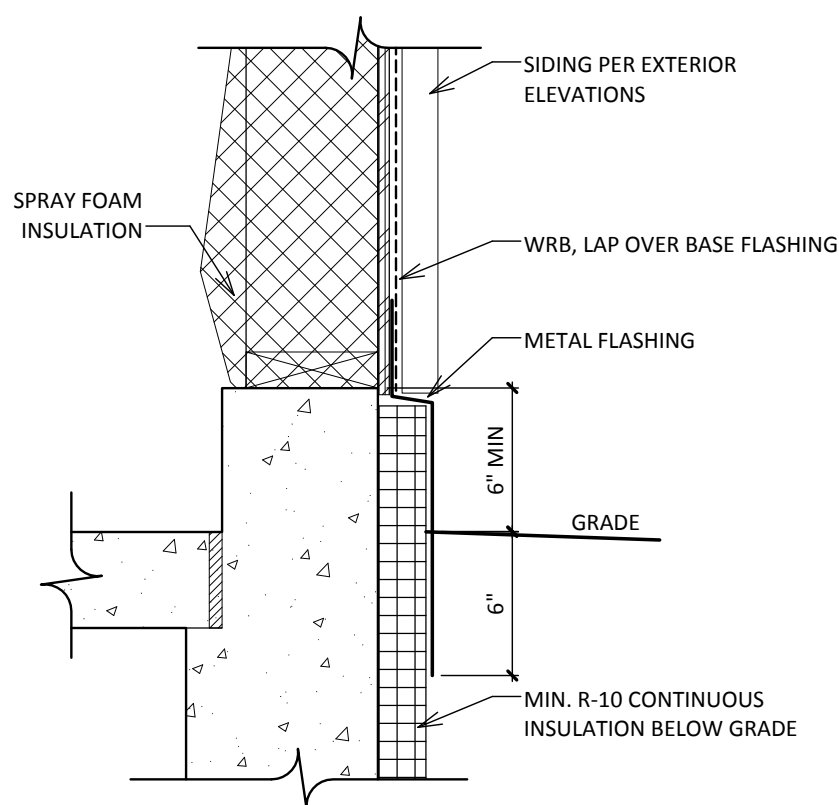 SIDING PER EXTERIOR
ELEVATIONS
SPRAY FOAM
INSULATION
WRB, LAP OVER BASE FLASHING
METAL FLASHING
6" MIN
GRADE
6"
MIN. R-10 CONTINUOUS
INSULATION BELOW GRADE